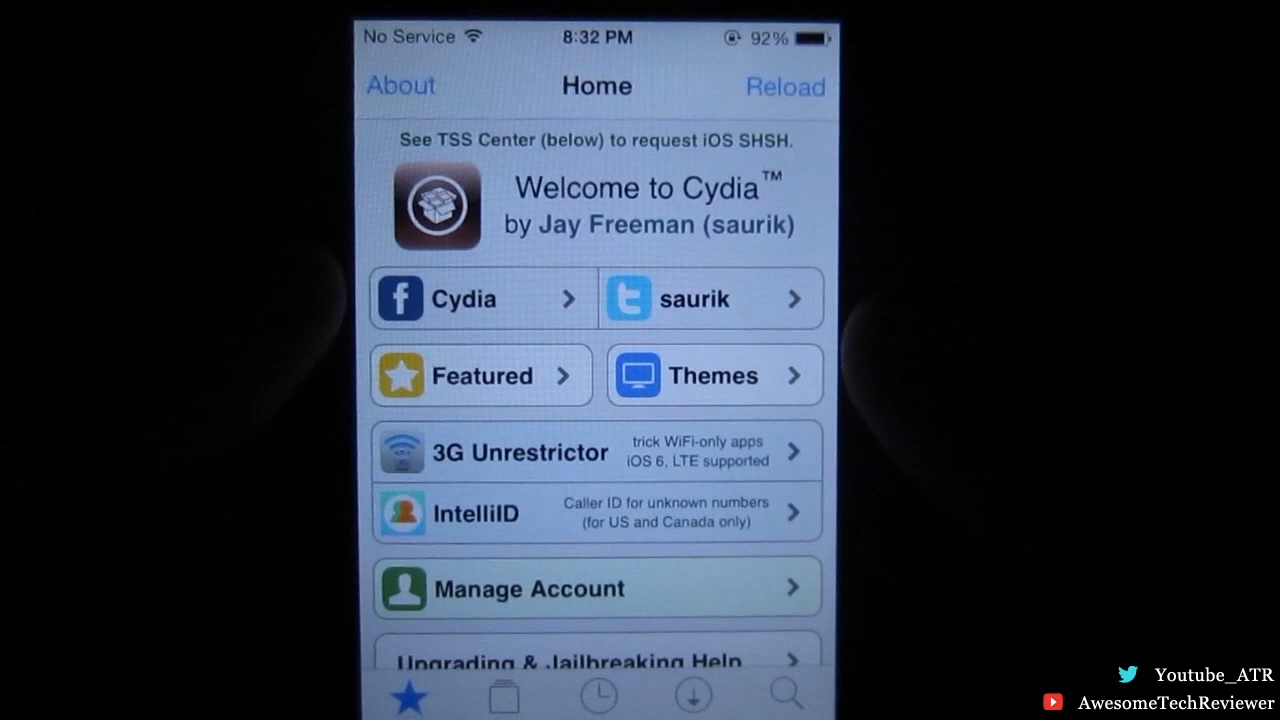 No Service 8:32 PM 92%
About Home Reload
See TSS Center (below) to request iOS SHSH.
Welcome to Cydia™
by Jay Freeman (saurik)
Cydia saurik
Featured Themes
3G Unrestrictor trick WiFi-only apps
iOS 6, LTE supported
IntelliID Caller ID for unknown numbers
(for US and Canada only)
Manage Account
Upgrading & Jailbreaking Help
Youtube_ATR
AwesomeTechReviewer